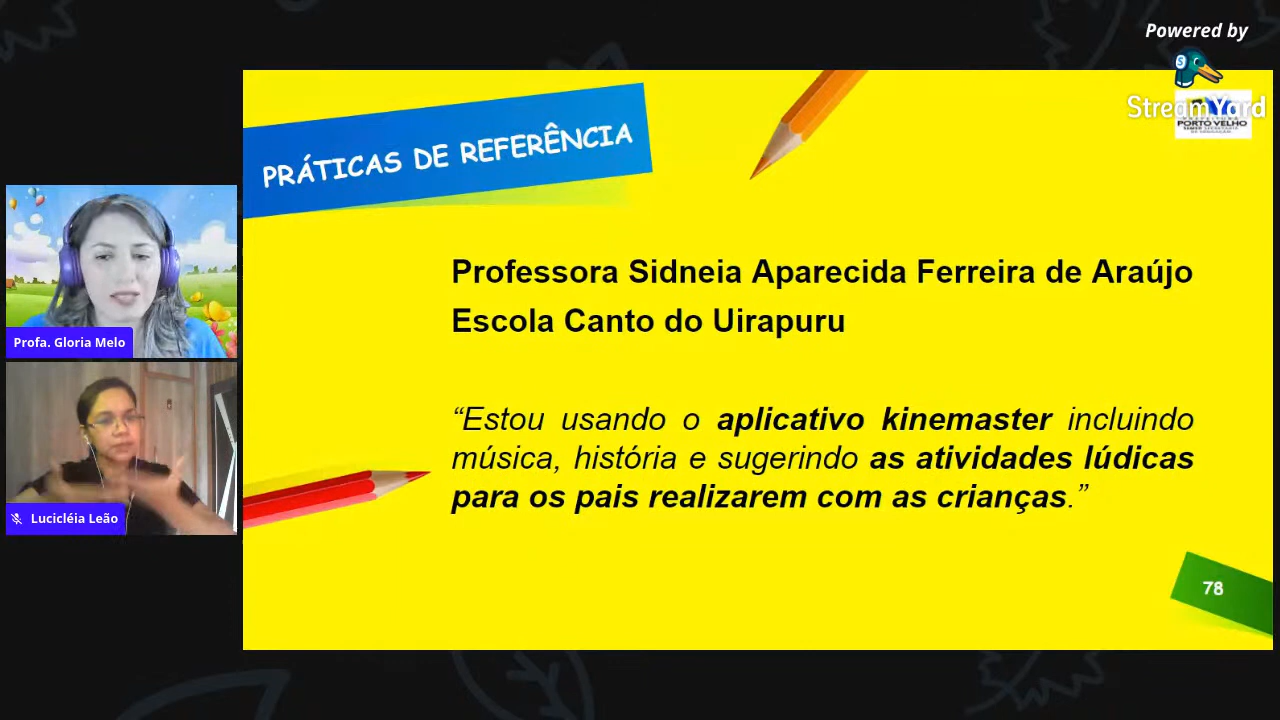 Powered by
StreamYard
PORTO VELHO
PRÁTICAS DE REFERÊNCIA
Professora Sidneia Aparecida Ferreira de Araújo
Escola Canto do Uirapuru
“Estou usando o aplicativo kinemaster incluindo
música, história e sugerindo as atividades lúdicas
para os pais realizarem com as crianças.”
Profa. Gloria Melo
Lucicléia Leão
78